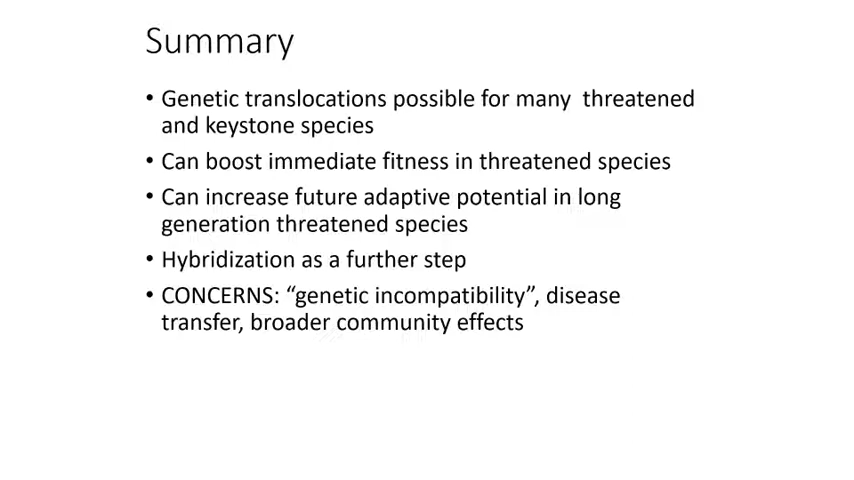 Summary
• Genetic translocations possible for many  threatened
and keystone species
• Can boost immediate fitness in threatened species
• Can increase future adaptive potential in long
generation threatened species
• Hybridization as a further step
• CONCERNS: “genetic incompatibility”, disease
transfer, broader community effects